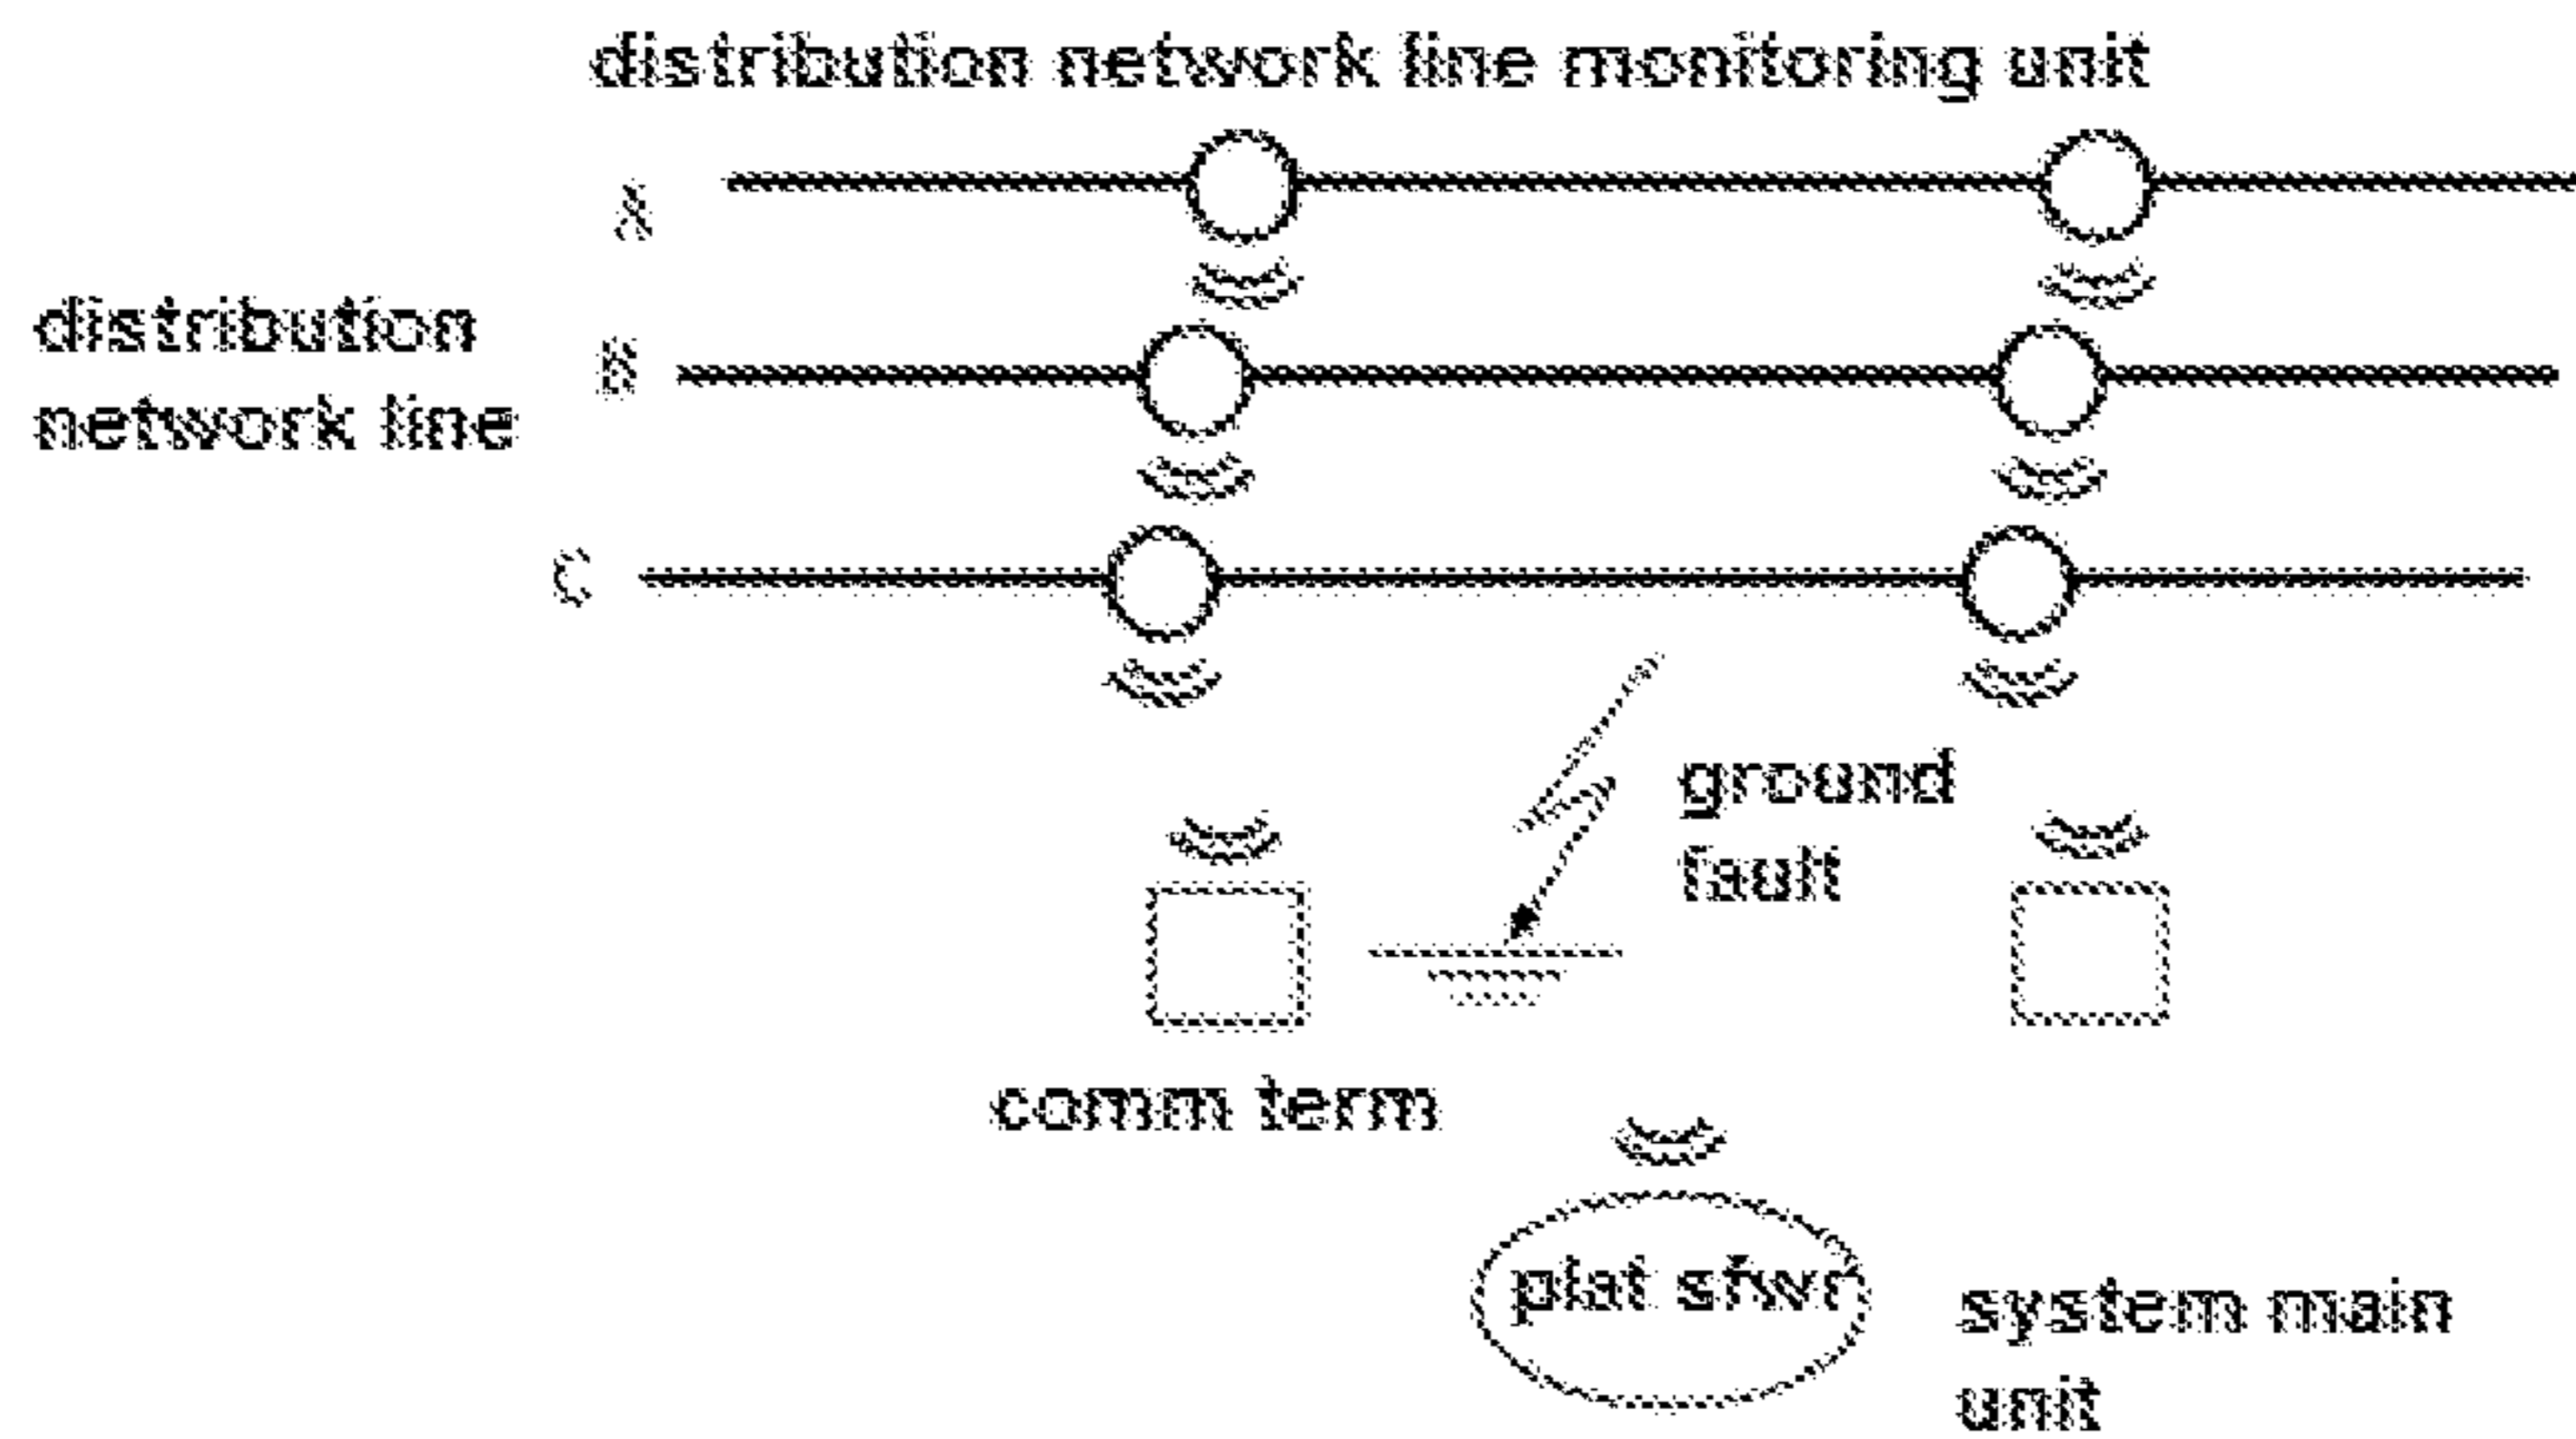 distribution network line monitoring unit
A
distribution
network line
B
C
ground
fault
comm term
plat sfwr
system main
unit